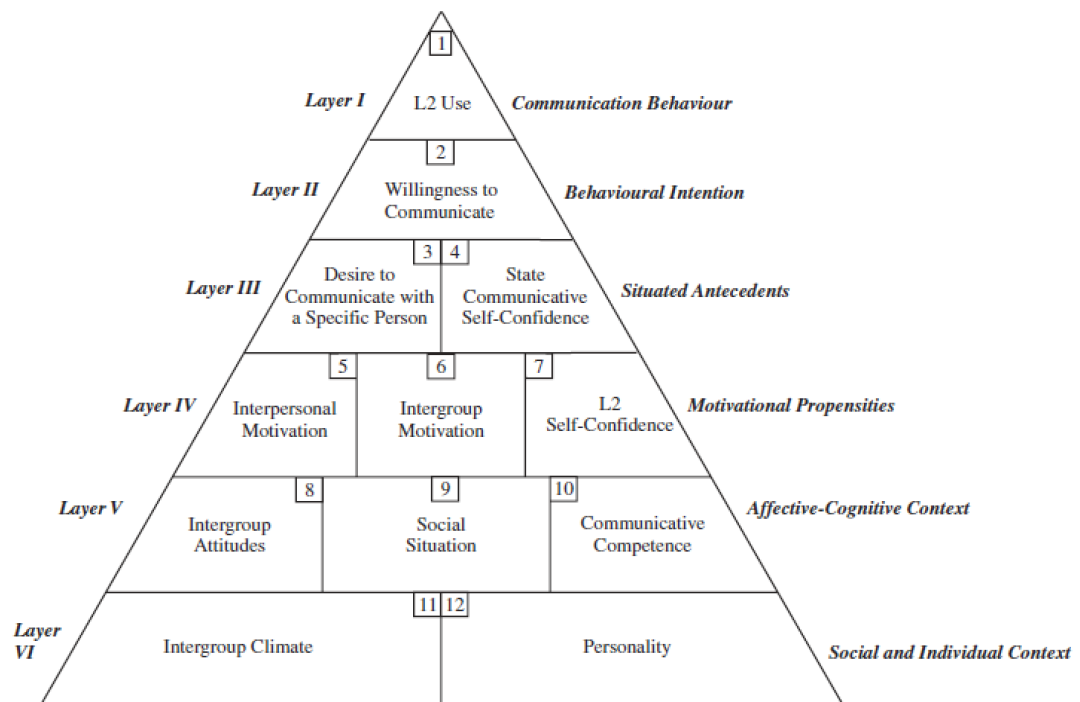 1
Layer I
L2 Use
Communication Behaviour
2
Layer II
Willingness to
Communicate
Behavioural Intention
3 4
Layer III
Desire to
Communicate with
a Specific Person
State
Communicative
Self-Confidence
Situated Antecedents
5 6 7
Layer IV
Interpersonal
Motivation
Intergroup
Motivation
L2
Self-Confidence
Motivational Propensities
8 9 10
Layer V
Intergroup
Attitudes
Social
Situation
Communicative
Competence
Affective-Cognitive Context
11 12
Layer
VI
Intergroup Climate
Personality
Social and Individual Context